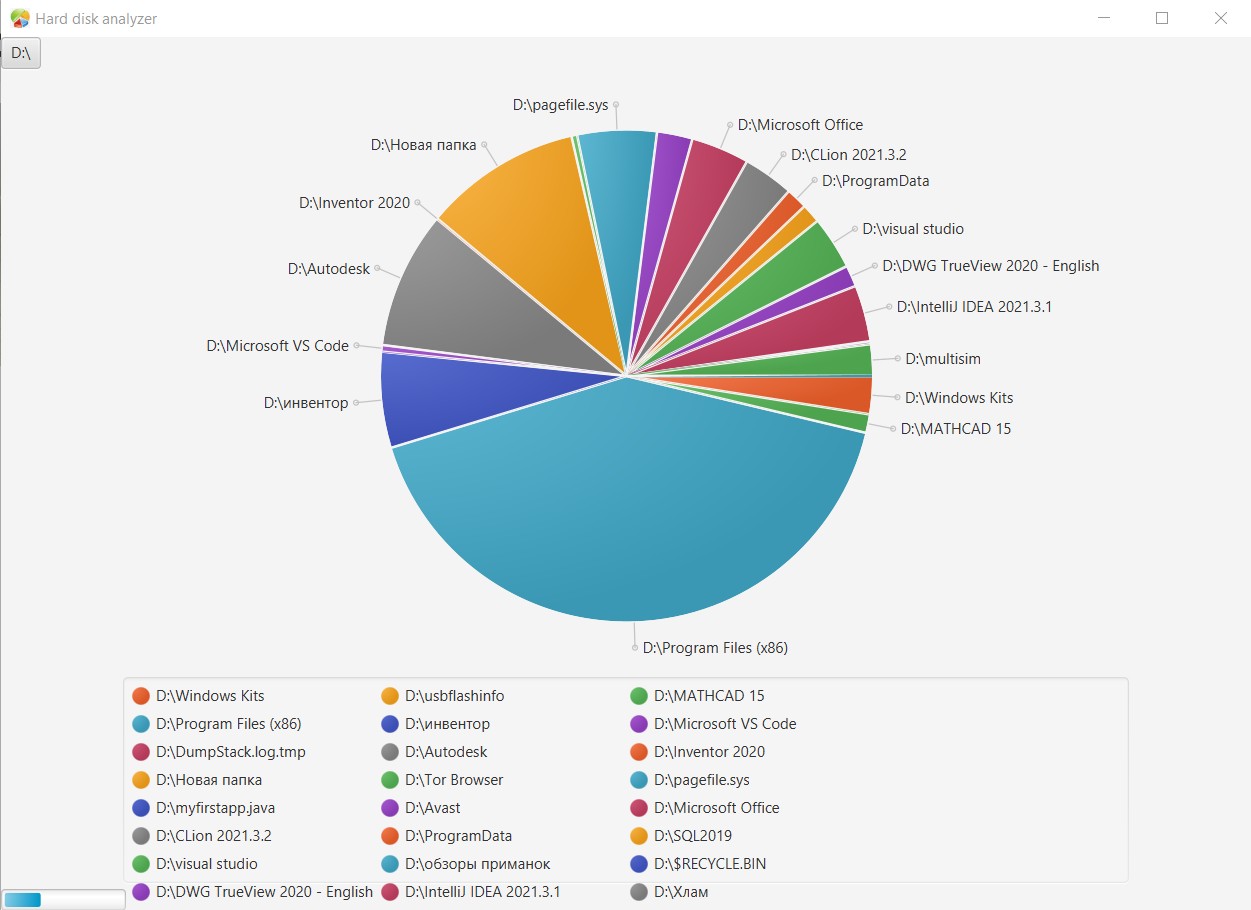 Hard disk analyzer
D:\
D:\pagefile.sys
D:\Microsoft Office
D:\Новая папка
D:\CLion 2021.3.2
D:\ProgramData
D:\Inventor 2020
D:\visual studio
D:\Autodesk
D:\DWG TrueView 2020 - English
D:\IntelliJ IDEA 2021.3.1
D:\Microsoft VS Code
D:\multisim
D:\инвентор
D:\Windows Kits
D:\MATHCAD 15
D:\Program Files (x86)
D:\Windows Kits D:\usbflashinfo D:\MATHCAD 15
D:\Program Files (x86) D:\инвентор D:\Microsoft VS Code
D:\DumpStack.log.tmp D:\Autodesk D:\Inventor 2020
D:\Новая папка D:\Tor Browser D:\pagefile.sys
D:\myfirstapp.java D:\Avast D:\Microsoft Office
D:\CLion 2021.3.2 D:\ProgramData D:\SQL2019
D:\visual studio D:\обзоры приманок D:\$RECYCLE.BIN
D:\DWG TrueView 2020 - English D:\IntelliJ IDEA 2021.3.1 D:\Хлам